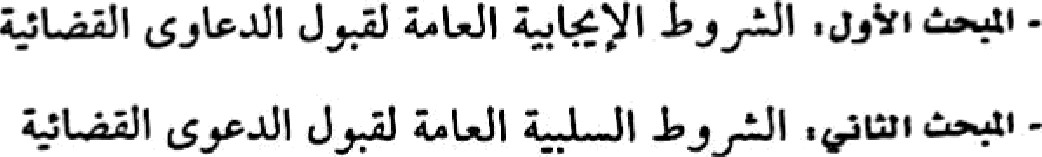 - المبحث الأول: الشروط الإيجابية العامة لقبول الدعاوى القضائية
- المبحث الثاني: الشروط السلبية العامة لقبول الدعوى القضائية